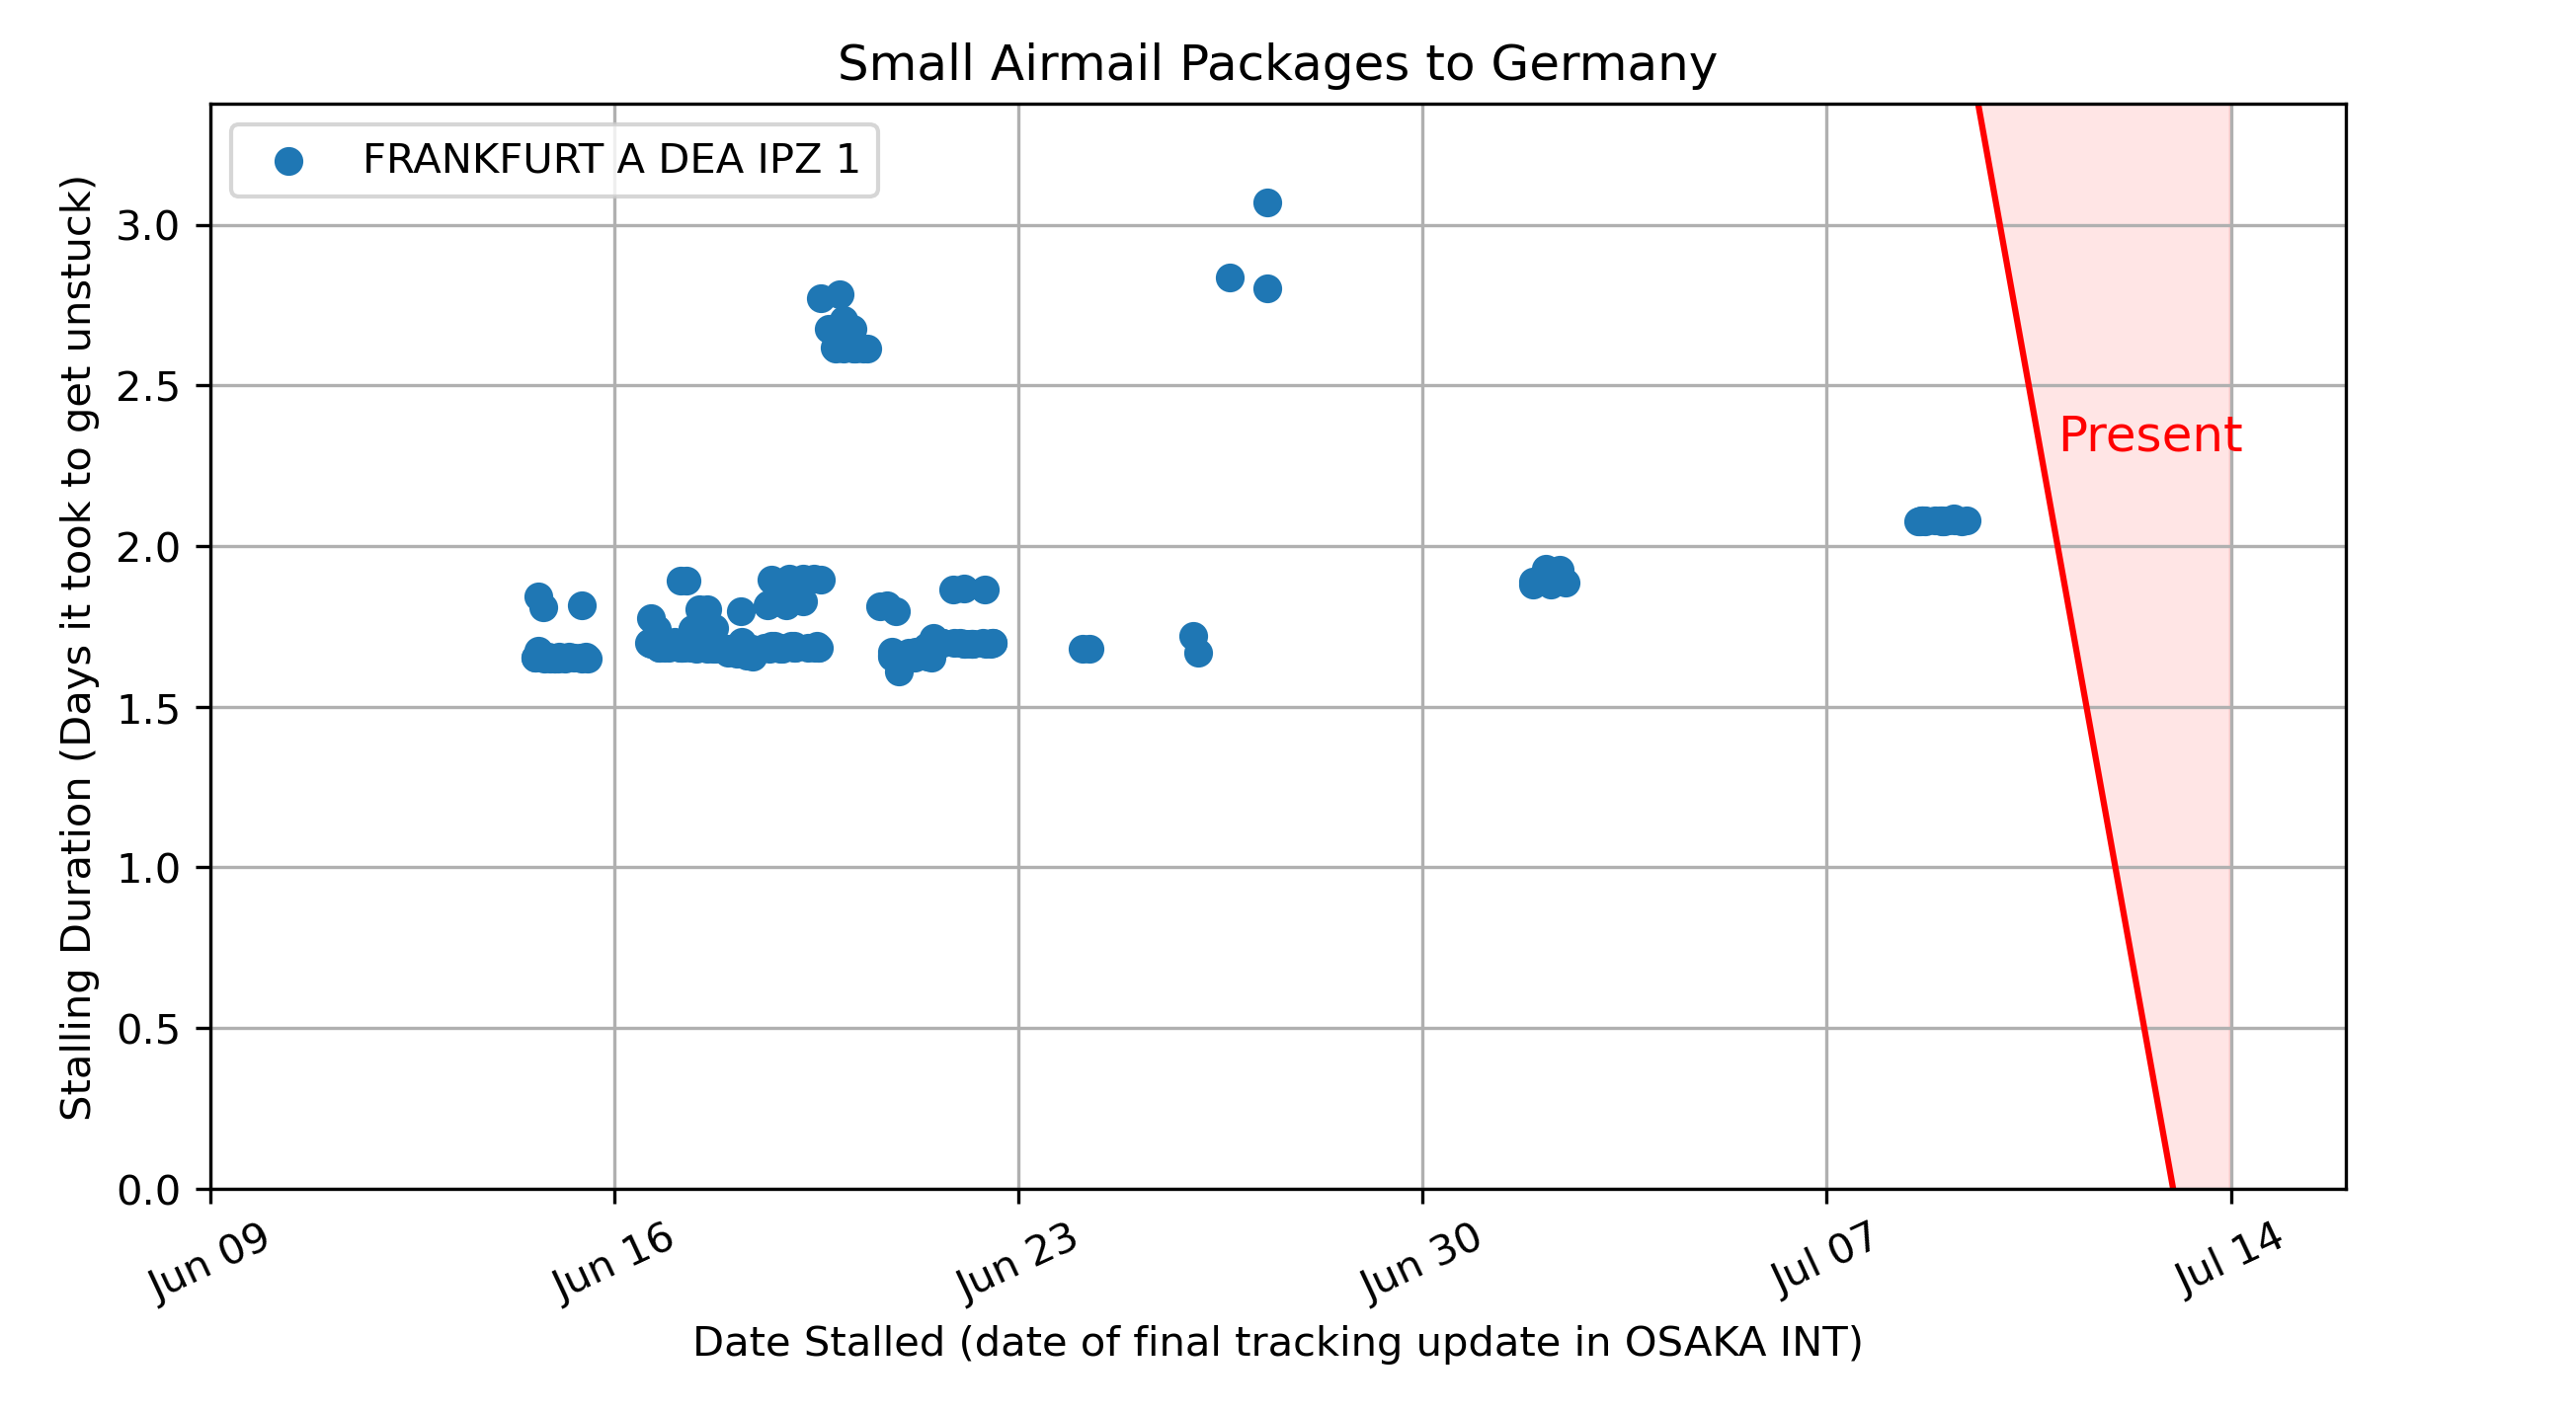 Small Airmail Packages to Germany
FRANKFURT A DEA IPZ 1
Stalling Duration (Days it took to get unstuck)
3.0
2.5
2.0
1.5
1.0
0.5
0.0
Present
Jun 09
Jun 16
Jun 23
Jun 30
Jul 07
Jul 14
Date Stalled (date of final tracking update in OSAKA INT)